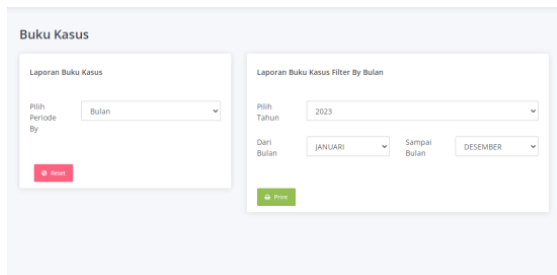 Buku Kasus
Laporan Buku Kasus
Pilih
Periode
By
Bulan
Reset
Laporan Buku Kasus Filter By Bulan
Pilih
Tahun
2023
Dari
Bulan
JANUARI
Sampai
Bulan
DESEMBER
Print